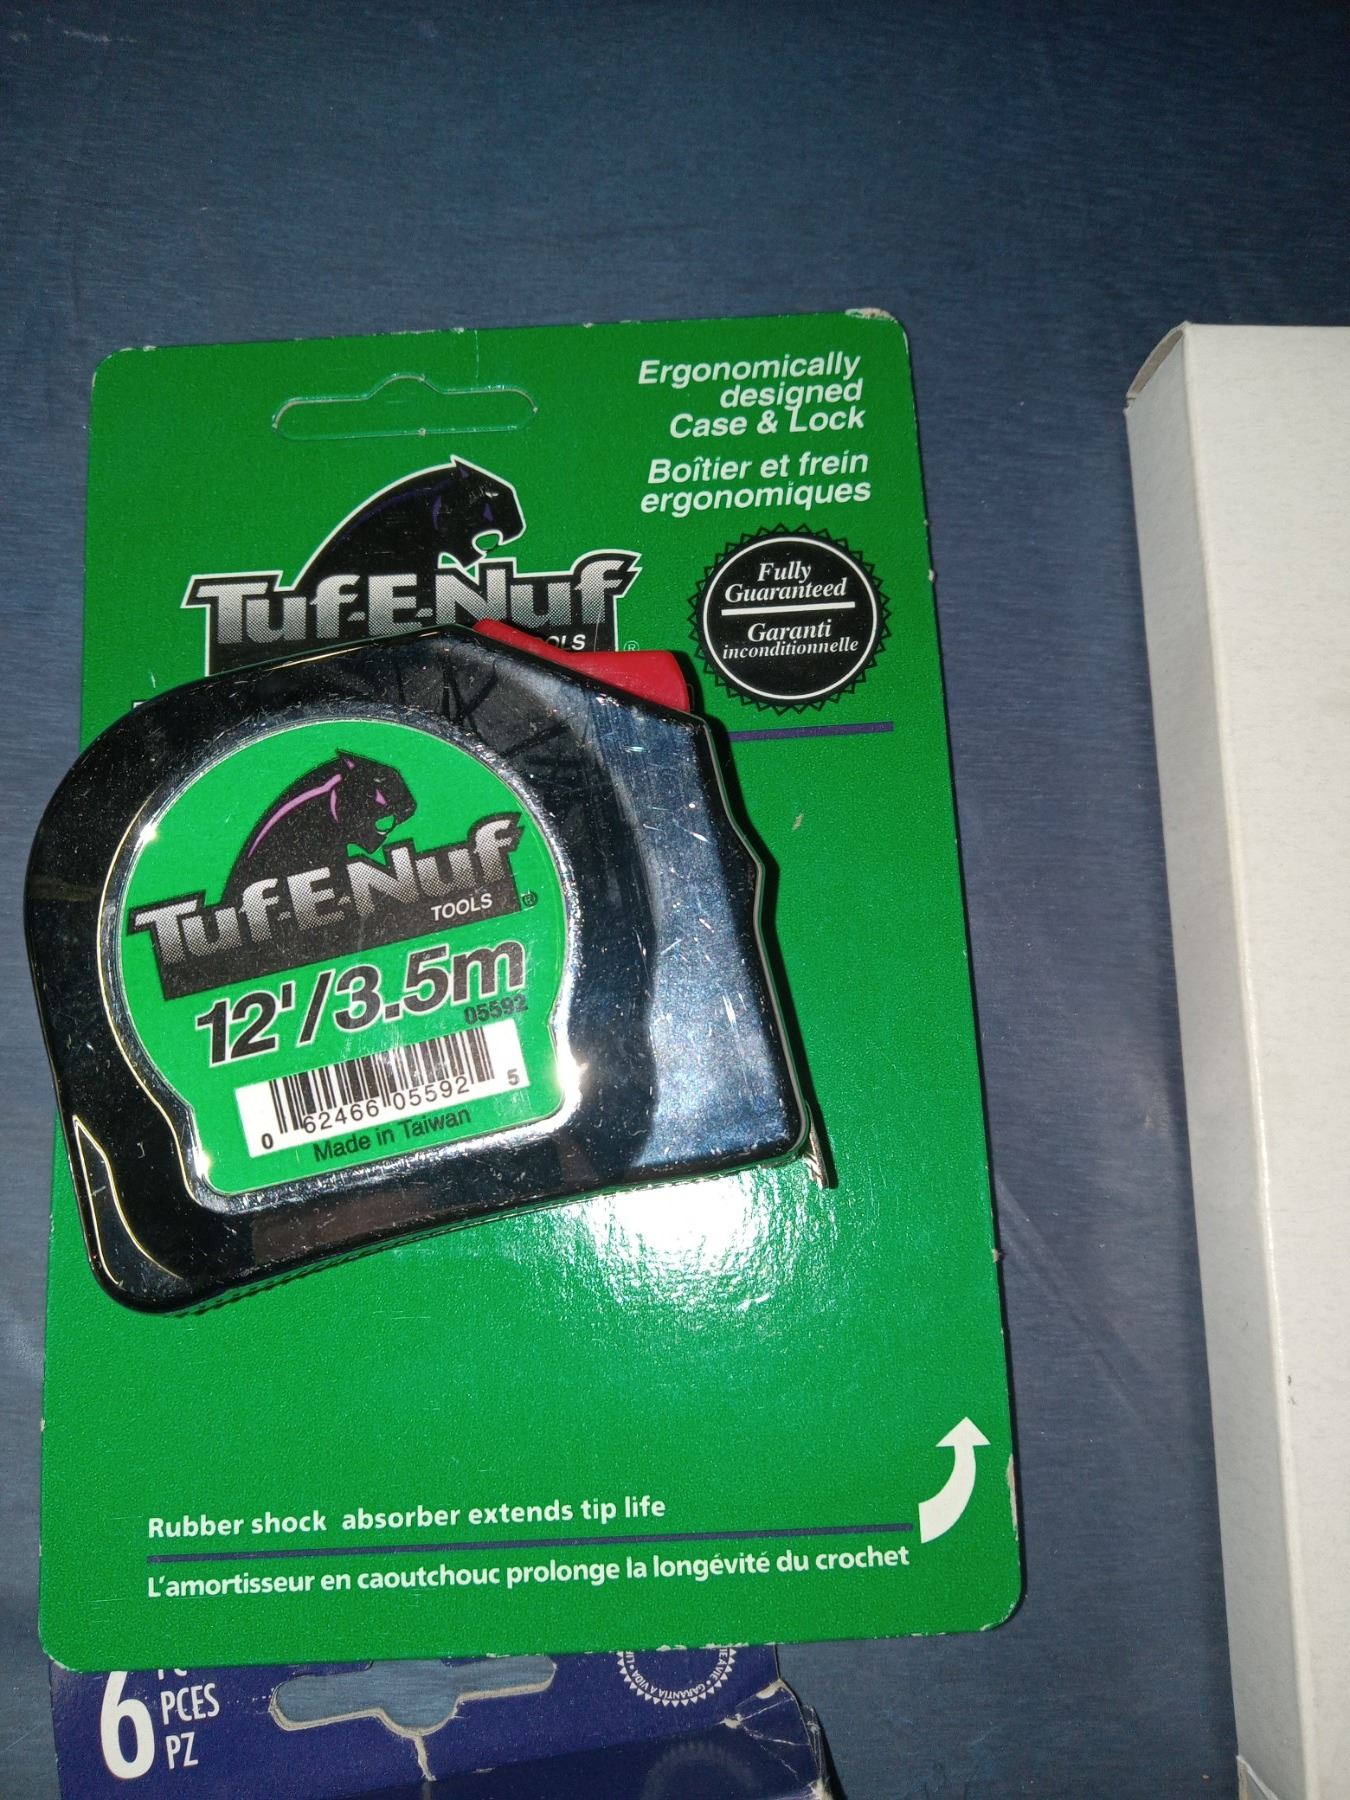 Ergonomically
designed
Case & Lock
Boîtier et frein
ergonomiques
Tuf-E-Nuf
®
Fully
Guaranteed
Garanti
inconditionnelle
Tuf-E-Nuf
TOOLS ®
12'/3.5m
05592
0 62466 05592 5
Made in Taiwan
Rubber shock absorber extends tip life
L'amortisseur en caoutchouc prolonge la longévité du crochet
6
PCES
PZ
GARANTIA A VIDA